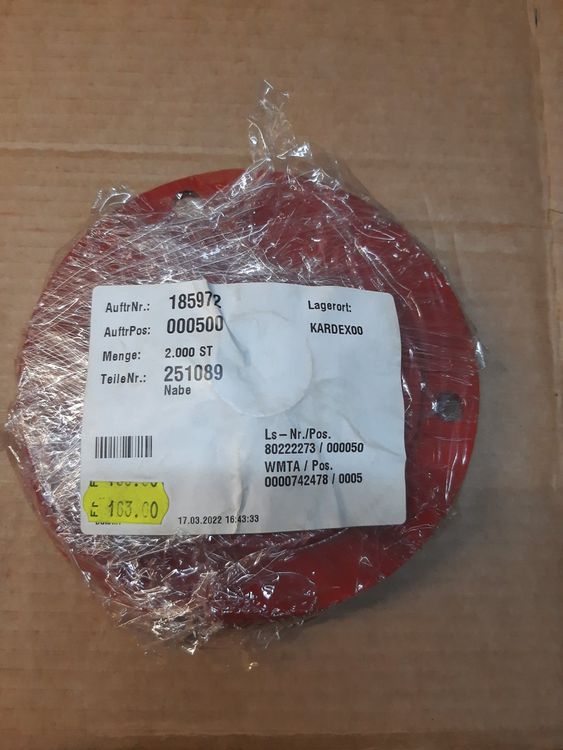 AuftrNr.: 185972
Lagerort:
AuftrPos: 000500
KARDEX00
Menge: 2.000 ST
TeileNr.: 251089
Nabe
Ls-Nr./Pos.
80222273 / 000050
WMTA / Pos.
0000742478 / 0005
163.00
17.03.2022 16:43:33